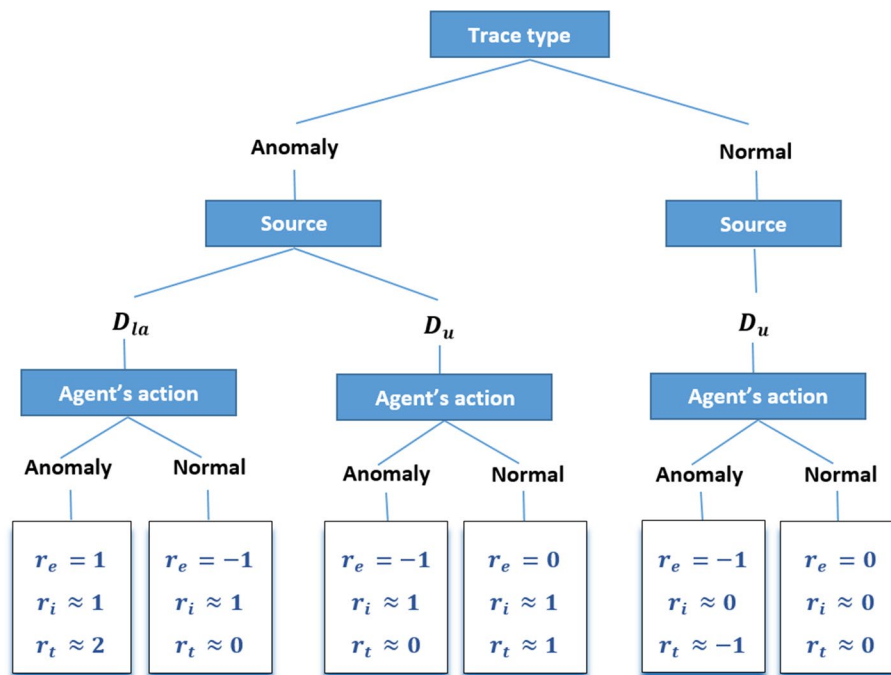 Trace type
Anomaly Normal
Source Source
D_{la} D_u D_u
Agent's action Agent's action Agent's action
Anomaly Normal Anomaly Normal Anomaly Normal
r_e = 1 r_e = −1 r_e = −1 r_e = 0 r_e = −1 r_e = 0
r_i ≈ 1 r_i ≈ 1 r_i ≈ 1 r_i ≈ 1 r_i ≈ 0 r_i ≈ 0
r_t ≈ 2 r_t ≈ 0 r_t ≈ 0 r_t ≈ 1 r_t ≈ −1 r_t ≈ 0